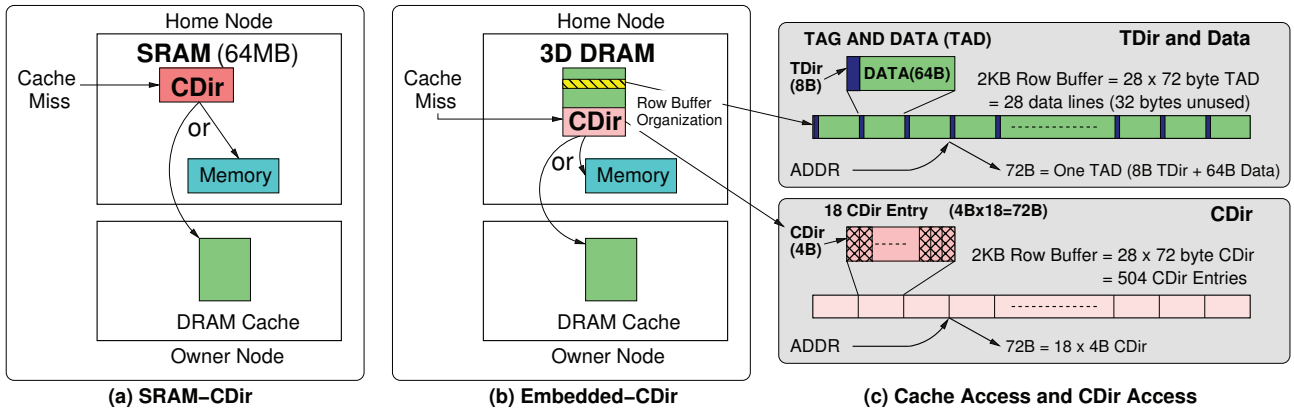 Home Node
SRAM (64MB)
Cache
Miss
CDir
or
Memory
DRAM Cache
Owner Node
(a) SRAM–CDir
Home Node
3D DRAM
Cache
Miss
Row Buffer
Organization
CDir
or
Memory
DRAM Cache
Owner Node
(b) Embedded–CDir
TAG AND DATA (TAD)
TDir and Data
TDir
(8B)
DATA(64B)
2KB Row Buffer = 28 x 72 byte TAD
= 28 data lines (32 bytes unused)
ADDR
72B = One TAD (8B TDir + 64B Data)
18 CDir Entry (4Bx18=72B)
CDir
CDir
(4B)
2KB Row Buffer = 28 x 72 byte CDir
= 504 CDir Entries
ADDR
72B = 18 x 4B CDir
(c) Cache Access and CDir Access